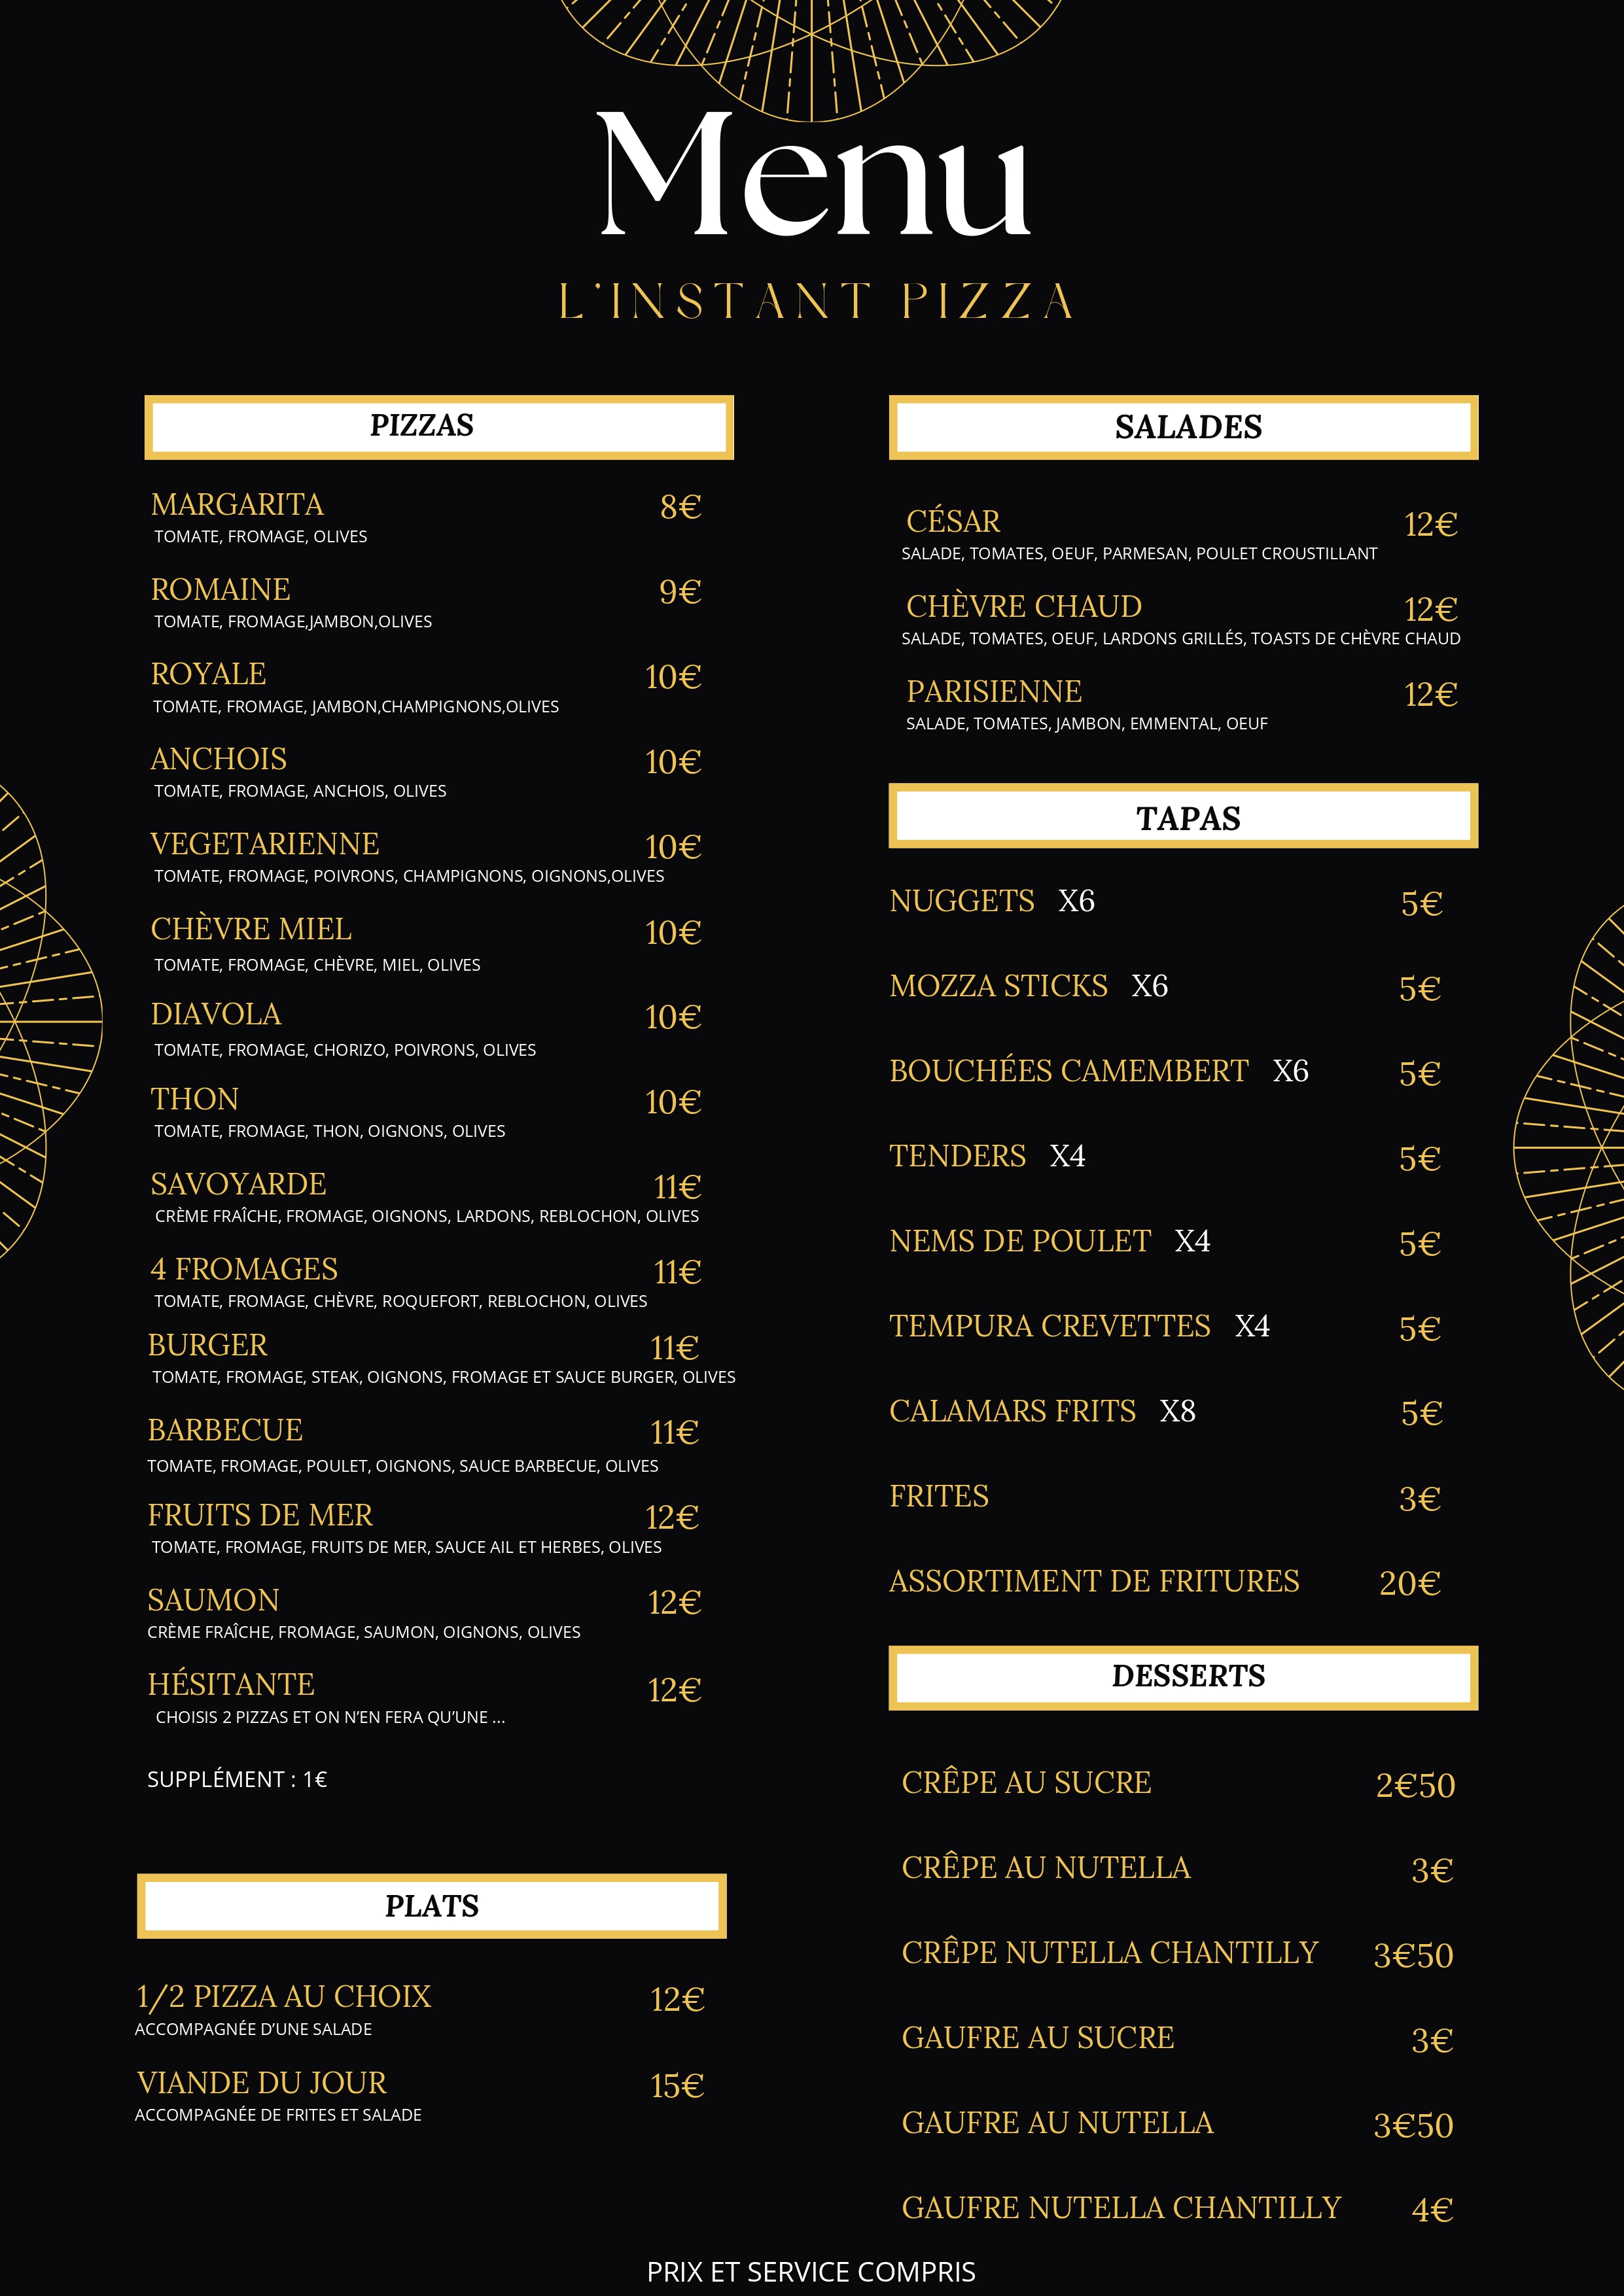 Menu
L'INSTANT PIZZA
PIZZAS
MARGARITA 8€
TOMATE, FROMAGE, OLIVES
ROMAINE 9€
TOMATE, FROMAGE,JAMBON,OLIVES
ROYALE 10€
TOMATE, FROMAGE, JAMBON,CHAMPIGNONS,OLIVES
ANCHOIS 10€
TOMATE, FROMAGE, ANCHOIS, OLIVES
VEGETARIENNE 10€
TOMATE, FROMAGE, POIVRONS, CHAMPIGNONS, OIGNONS,OLIVES
CHÈVRE MIEL 10€
TOMATE, FROMAGE, CHÈVRE, MIEL, OLIVES
DIAVOLA 10€
TOMATE, FROMAGE, CHORIZO, POIVRONS, OLIVES
THON 10€
TOMATE, FROMAGE, THON, OIGNONS, OLIVES
SAVOYARDE 11€
CRÈME FRAÎCHE, FROMAGE, OIGNONS, LARDONS, REBLOCHON, OLIVES
4 FROMAGES 11€
TOMATE, FROMAGE, CHÈVRE, ROQUEFORT, REBLOCHON, OLIVES
BURGER 11€
TOMATE, FROMAGE, STEAK, OIGNONS, FROMAGE ET SAUCE BURGER, OLIVES
BARBECUE 11€
TOMATE, FROMAGE, POULET, OIGNONS, SAUCE BARBECUE, OLIVES
FRUITS DE MER 12€
TOMATE, FROMAGE, FRUITS DE MER, SAUCE AIL ET HERBES, OLIVES
SAUMON 12€
CRÈME FRAÎCHE, FROMAGE, SAUMON, OIGNONS, OLIVES
HÉSITANTE 12€
CHOISIS 2 PIZZAS ET ON N'EN FERA QU'UNE ...
SUPPLÉMENT : 1€
PLATS
1/2 PIZZA AU CHOIX 12€
ACCOMPAGNÉE D'UNE SALADE
VIANDE DU JOUR 15€
ACCOMPAGNÉE DE FRITES ET SALADE
SALADES
CÉSAR 12€
SALADE, TOMATES, OEUF, PARMESAN, POULET CROUSTILLANT
CHÈVRE CHAUD 12€
SALADE, TOMATES, OEUF, LARDONS GRILLÉS, TOASTS DE CHÈVRE CHAUD
PARISIENNE 12€
SALADE, TOMATES, JAMBON, EMMENTAL, OEUF
TAPAS
NUGGETS X6 5€
MOZZA STICKS X6 5€
BOUCHÉES CAMEMBERT X6 5€
TENDERS X4 5€
NEMS DE POULET X4 5€
TEMPURA CREVETTES X4 5€
CALAMARS FRITS X8 5€
FRITES 3€
ASSORTIMENT DE FRITURES 20€
DESSERTS
CRÊPE AU SUCRE 2€50
CRÊPE AU NUTELLA 3€
CRÊPE NUTELLA CHANTILLY 3€50
GAUFRE AU SUCRE 3€
GAUFRE AU NUTELLA 3€50
GAUFRE NUTELLA CHANTILLY 4€
PRIX ET SERVICE COMPRIS